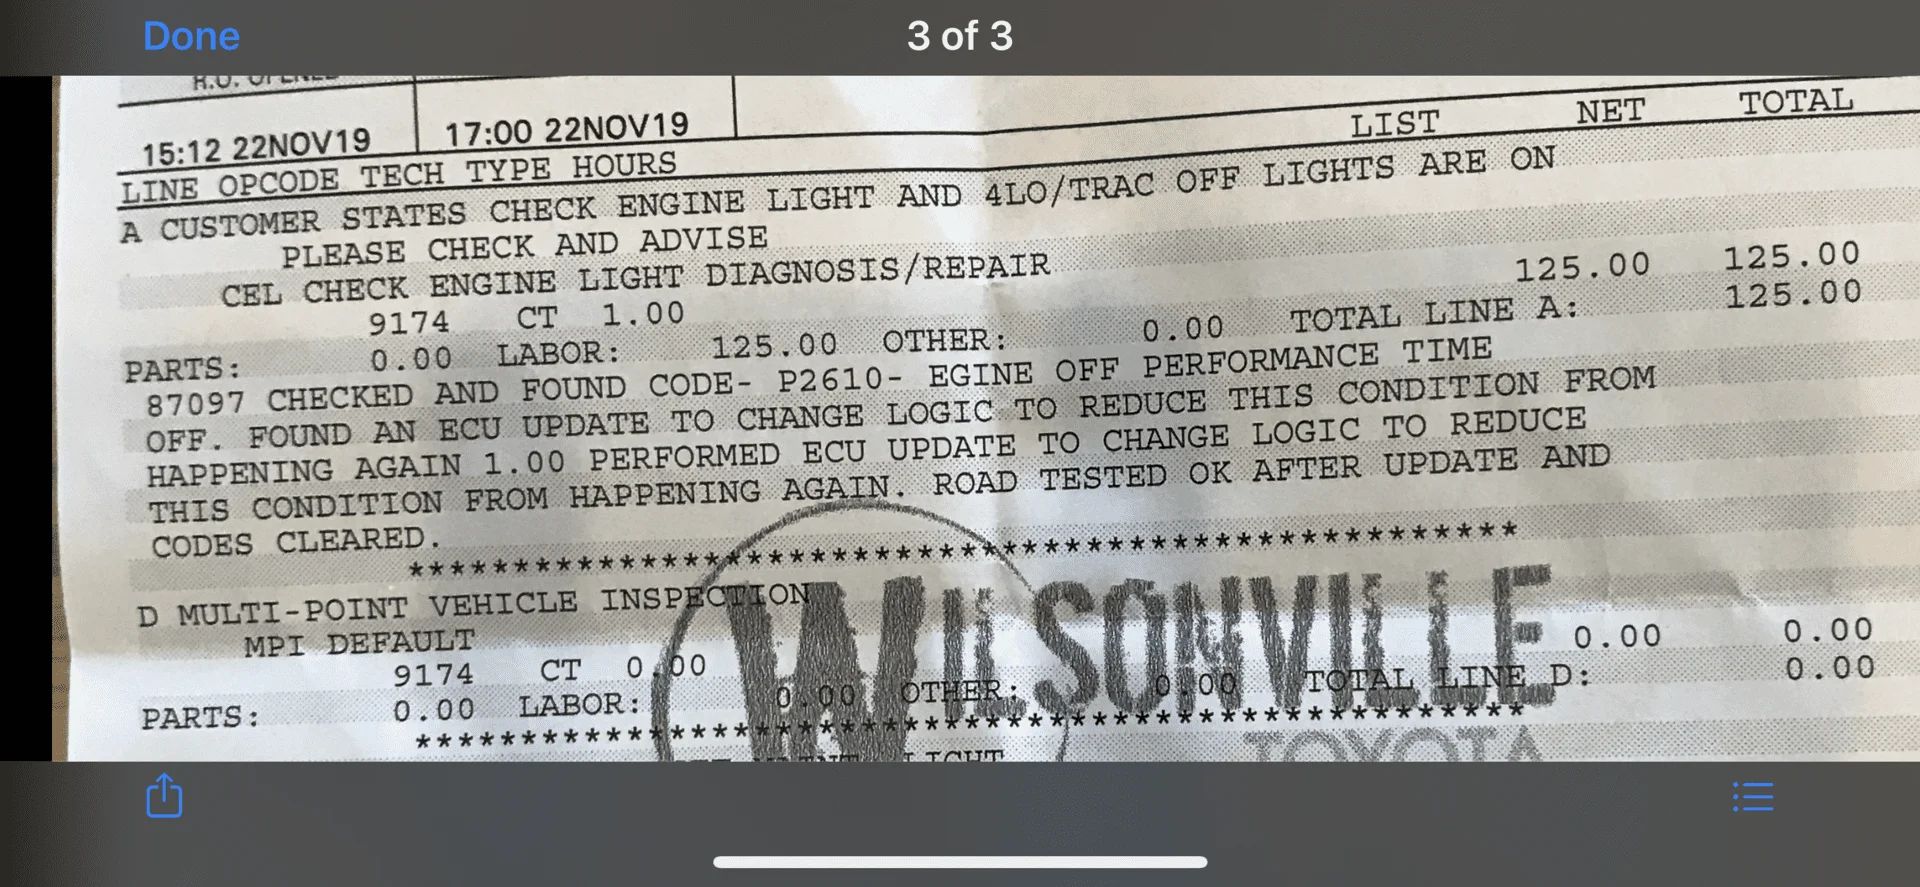 Done
3 of 3
R.O. OPENED
15:12 22NOV19 17:00 22NOV19
LIST NET TOTAL
LINE OPCODE TECH TYPE HOURS
A CUSTOMER STATES CHECK ENGINE LIGHT AND 4LO/TRAC OFF LIGHTS ARE ON
PLEASE CHECK AND ADVISE
CEL CHECK ENGINE LIGHT DIAGNOSIS/REPAIR
9174 CT 1.00 125.00 125.00
PARTS: 0.00 LABOR: 125.00 OTHER: 0.00 TOTAL LINE A: 125.00
87097 CHECKED AND FOUND CODE- P2610- EGINE OFF PERFORMANCE TIME
OFF. FOUND AN ECU UPDATE TO CHANGE LOGIC TO REDUCE THIS CONDITION FROM
HAPPENING AGAIN 1.00 PERFORMED ECU UPDATE TO CHANGE LOGIC TO REDUCE
THIS CONDITION FROM HAPPENING AGAIN. ROAD TESTED OK AFTER UPDATE AND
CODES CLEARED.
****************************************************
D MULTI-POINT VEHICLE INSPECTION
MPI DEFAULT
9174 CT 0.00 0.00 0.00
PARTS: 0.00 LABOR: 0.00 OTHER: 0.00 TOTAL LINE D: 0.00
****************************************************
WILSONVILLE
TOYOTA
LIGHT